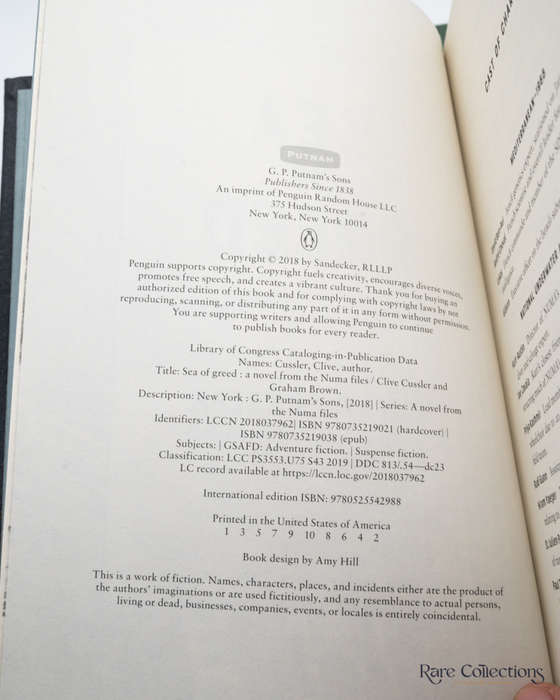 PUTNAM
G. P. Putnam's Sons
Publishers Since 1838
An imprint of Penguin Random House LLC
375 Hudson Street
New York, New York 10014
Copyright © 2018 by Sandecker, RLLLP
Penguin supports copyright. Copyright fuels creativity, encourages diverse voices,
promotes free speech, and creates a vibrant culture. Thank you for buying an
authorized edition of this book and for complying with copyright laws by not
reproducing, scanning, or distributing any part of it in any form without permission.
You are supporting writers and allowing Penguin to continue
to publish books for every reader.
Library of Congress Cataloging-in-Publication Data
Names: Cussler, Clive, author.
Title: Sea of greed : a novel from the Numa files / Clive Cussler and
Graham Brown.
Description: New York : G. P. Putnam's Sons, [2018] | Series: A novel from
the Numa files
Identifiers: LCCN 2018037962| ISBN 9780735219021 (hardcover) |
ISBN 9780735219038 (epub)
Subjects: | GSAFD: Adventure fiction. | Suspense fiction.
Classification: LCC PS3553.U75 S43 2019 | DDC 813/.54—dc23
LC record available at https://lccn.loc.gov/2018037962
International edition ISBN: 9780525542988
Printed in the United States of America
1 3 5 7 9 10 8 6 4 2
Book design by Amy Hill
This is a work of fiction. Names, characters, places, and incidents either are the product of
the authors' imaginations or are used fictitiously, and any resemblance to actual persons,
living or dead, businesses, companies, events, or locales is entirely coincidental.
CAST OF
MEDITERRANEAN—1968
NATIONAL UNDERWATER
Rare Collections